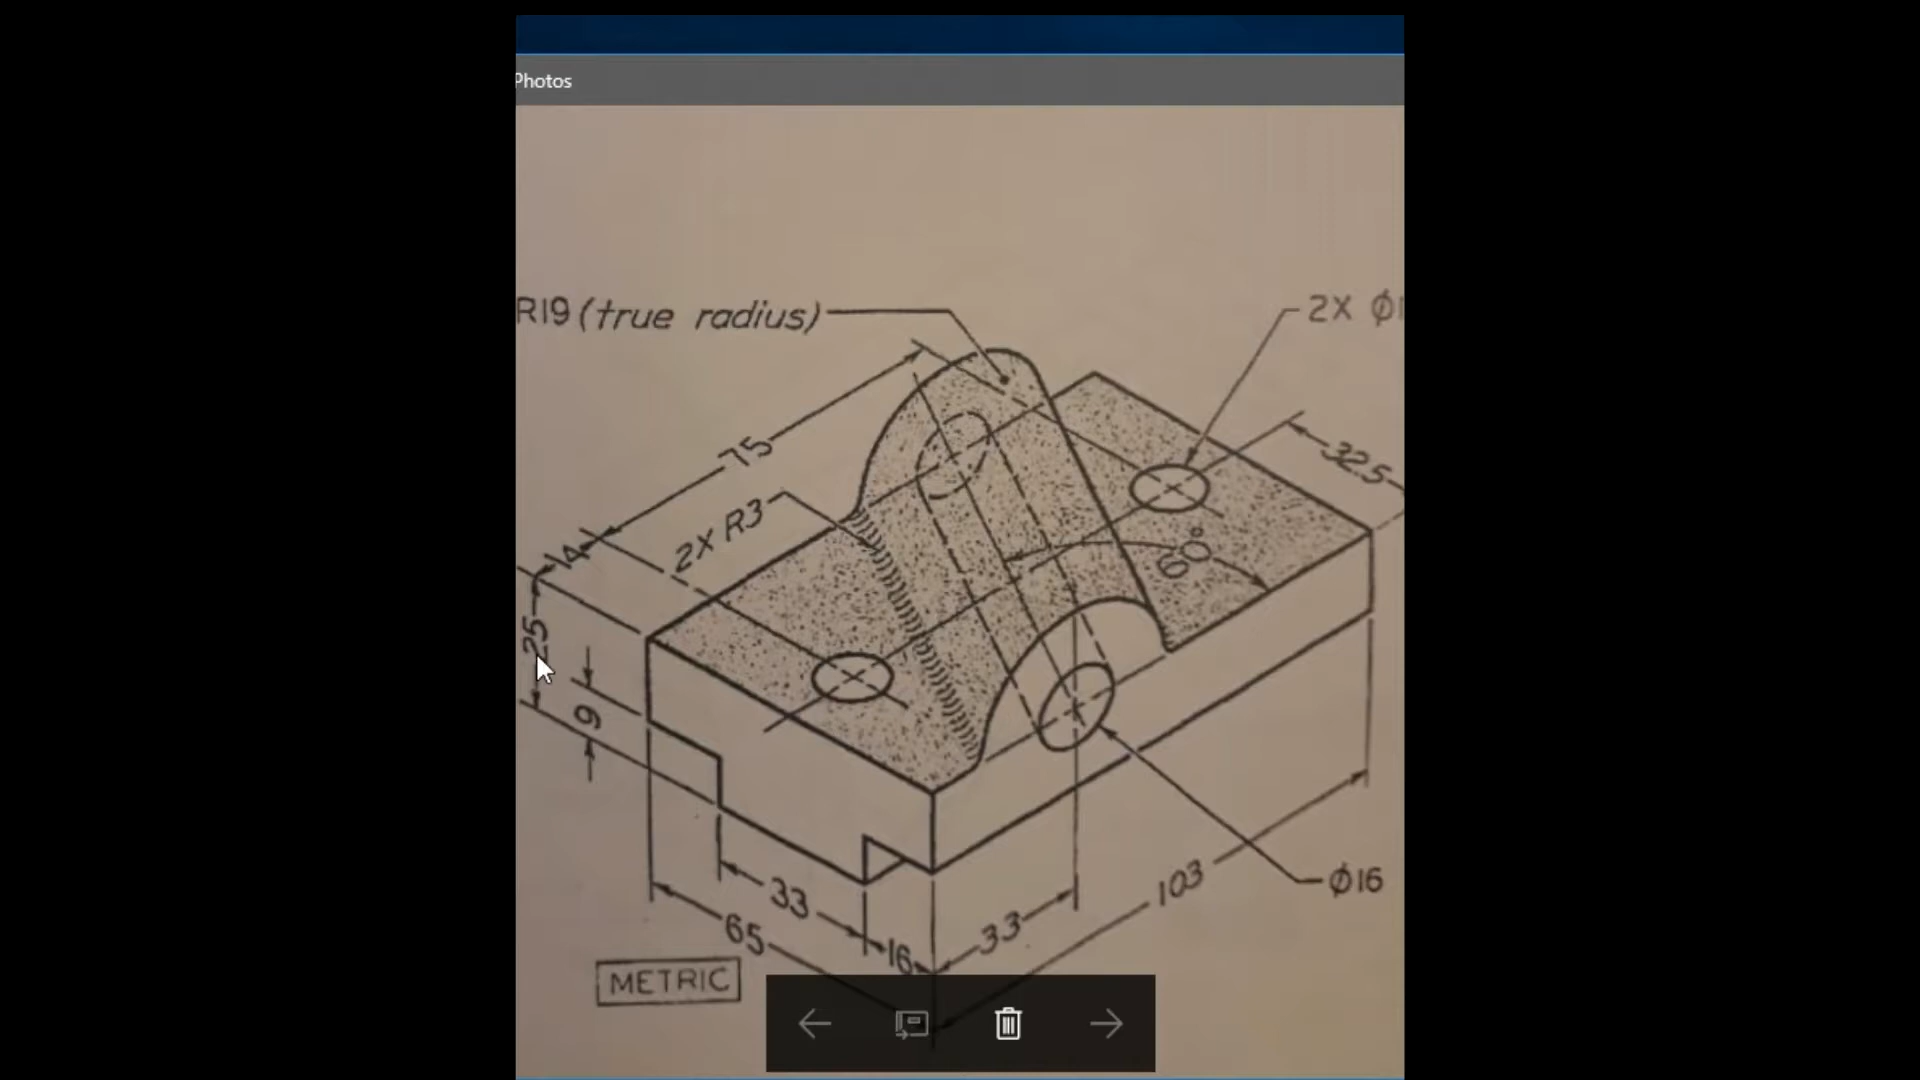 Photos
R19 (true radius)
2X Ø1
75
32.5
2X R3
14
60°
25
9
Ø16
103
33
33
65
16
METRIC